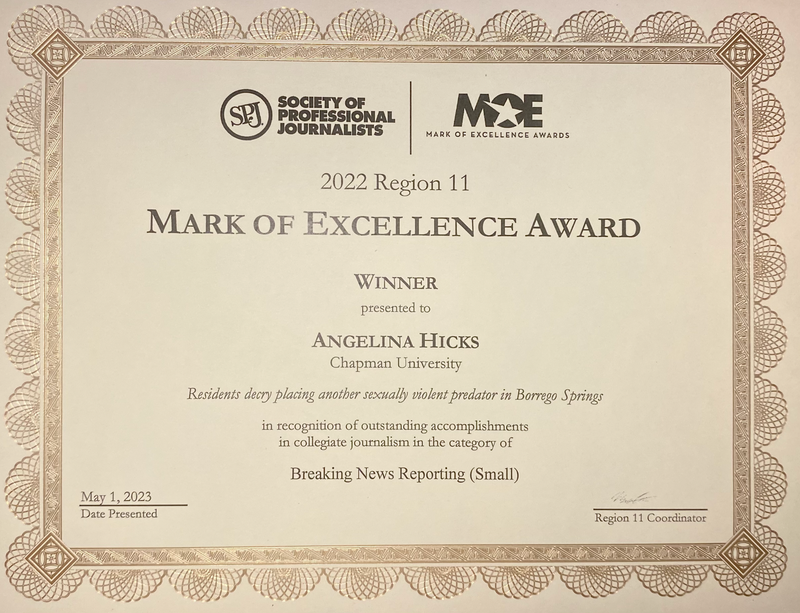 SPJ
SOCIETY OF
PROFESSIONAL
JOURNALISTS
MOE
MARK OF EXCELLENCE AWARDS
2022 Region 11
MARK OF EXCELLENCE AWARD
WINNER
presented to
ANGELINA HICKS
Chapman University
Residents decry placing another sexually violent predator in Borrego Springs
in recognition of outstanding accomplishments
in collegiate journalism in the category of
Breaking News Reporting (Small)
May 1, 2023
Date Presented
Region 11 Coordinator